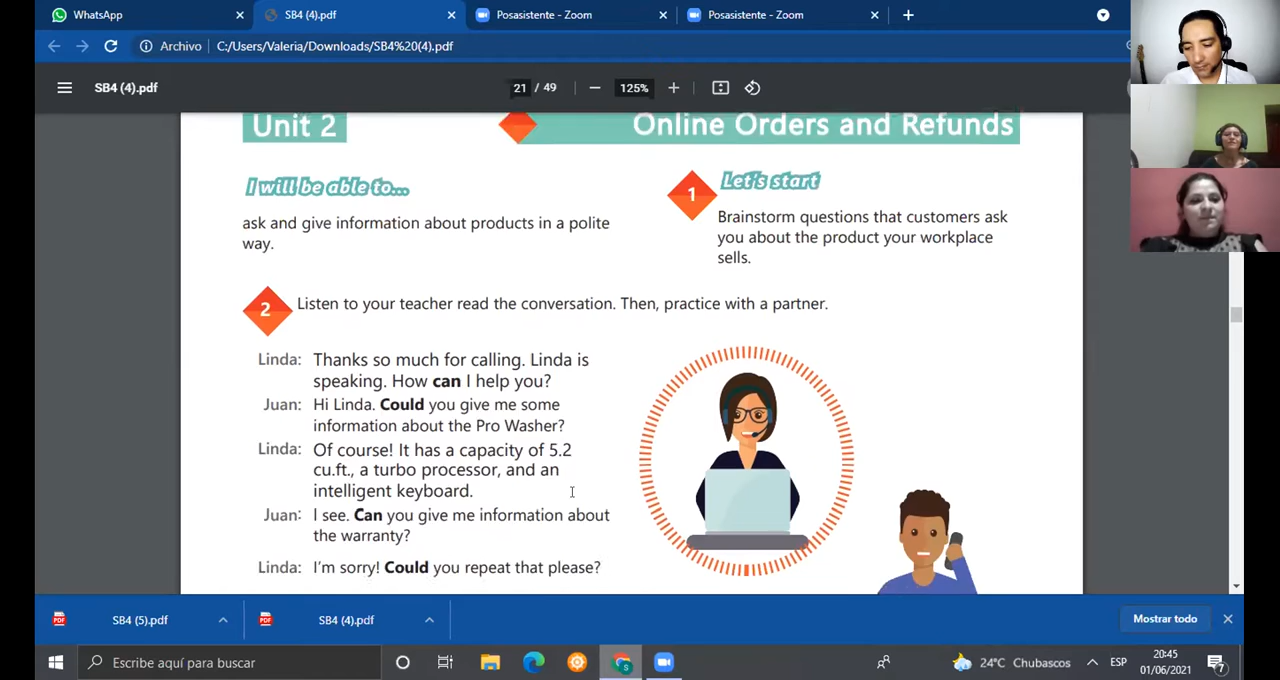 WhatsApp
SB4 (4).pdf
Posasistente - Zoom
Posasistente - Zoom
Archivo
C:/Users/Valeria/Downloads/SB4%20(4).pdf
SB4 (4).pdf
21 / 49
125%
Unit 2
Online Orders and Refunds
I will be able to...
ask and give information about products in a polite
way.
1
Let's start
Brainstorm questions that customers ask
you about the product your workplace
sells.
2
Listen to your teacher read the conversation. Then, practice with a partner.
Linda: Thanks so much for calling. Linda is
speaking. How can I help you?
Juan: Hi Linda. Could you give me some
information about the Pro Washer?
Linda: Of course! It has a capacity of 5.2
cu.ft., a turbo processor, and an
intelligent keyboard.
Juan: I see. Can you give me information about
the warranty?
Linda: I'm sorry! Could you repeat that please?
SB4 (5).pdf
SB4 (4).pdf
Mostrar todo
Escribe aquí para buscar
24°C Chubascos
ESP
20:45
01/06/2021
7